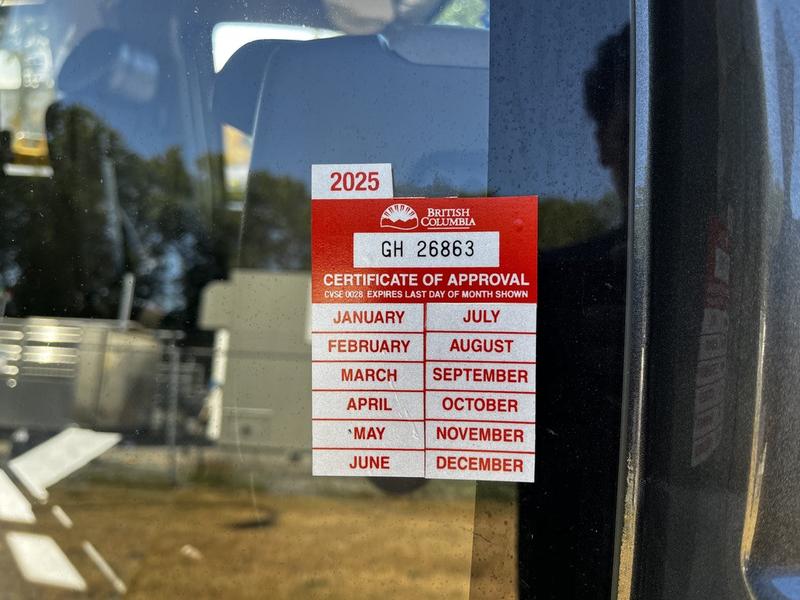 2025
BRITISH
COLUMBIA
GH 26863
CERTIFICATE OF APPROVAL
CVSE 0028 EXPIRES LAST DAY OF MONTH SHOWN
JANUARY JULY
FEBRUARY AUGUST
MARCH SEPTEMBER
APRIL OCTOBER
MAY NOVEMBER
JUNE DECEMBER